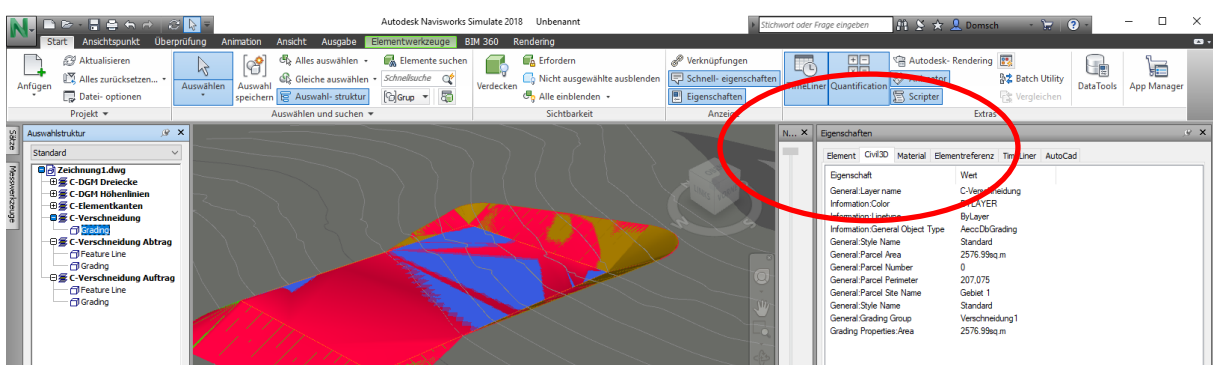 Autodesk Navisworks Simulate 2018 Unbenannt
Stichwort oder Frage eingeben
Domsch
Start Ansichtspunkt Überprüfung Animation Ansicht Ausgabe Elementwerkzeuge BIM 360 Rendering
Anfügen
Aktualisieren
Alles zurücksetzen...
Datei- optionen
Projekt
Auswählen
Auswahl speichern
Alles auswählen
Gleiche auswählen
Auswahl- struktur
Elemente suchen
Schnellsuche
Grup
Auswählen und suchen
Verdecken
Erfordern
Nicht ausgewählte ausblenden
Alle einblenden
Sichtbarkeit
Verknüpfungen
Schnell- eigenschaften
Eigenschaften
Quantification
Autodesk- Rendering
Scripter
Batch Utility
Vergleichen
DataTools
App Manager
Extras
Sätze
Messwerkzeuge
Auswahlstruktur
Standard
Zeichnung1.dwg
C-DGM Dreiecke
C-DGM Höhenlinien
C-Elementkanten
C-Verschneidung
Grading
C-Verschneidung Abtrag
Feature Line
Grading
C-Verschneidung Auftrag
Feature Line
Grading
N...
Eigenschaften
Element Civil3D Material Elementreferenz TimeLiner AutoCad
Eigenschaft Wert
General:Layer name C-Verschneidung
Information:Color BYLAYER
Information:Linetype ByLayer
Information:General Object Type AeccDbGrading
General:Style Name Standard
General:Parcel Area 2576.99sq.m
General:Parcel Number 0
General:Parcel Perimeter 207,075
General:Parcel Site Name Gebiet 1
General:Style Name Standard
General:Grading Group Verschneidung1
Grading Properties:Area 2576.99sq.m